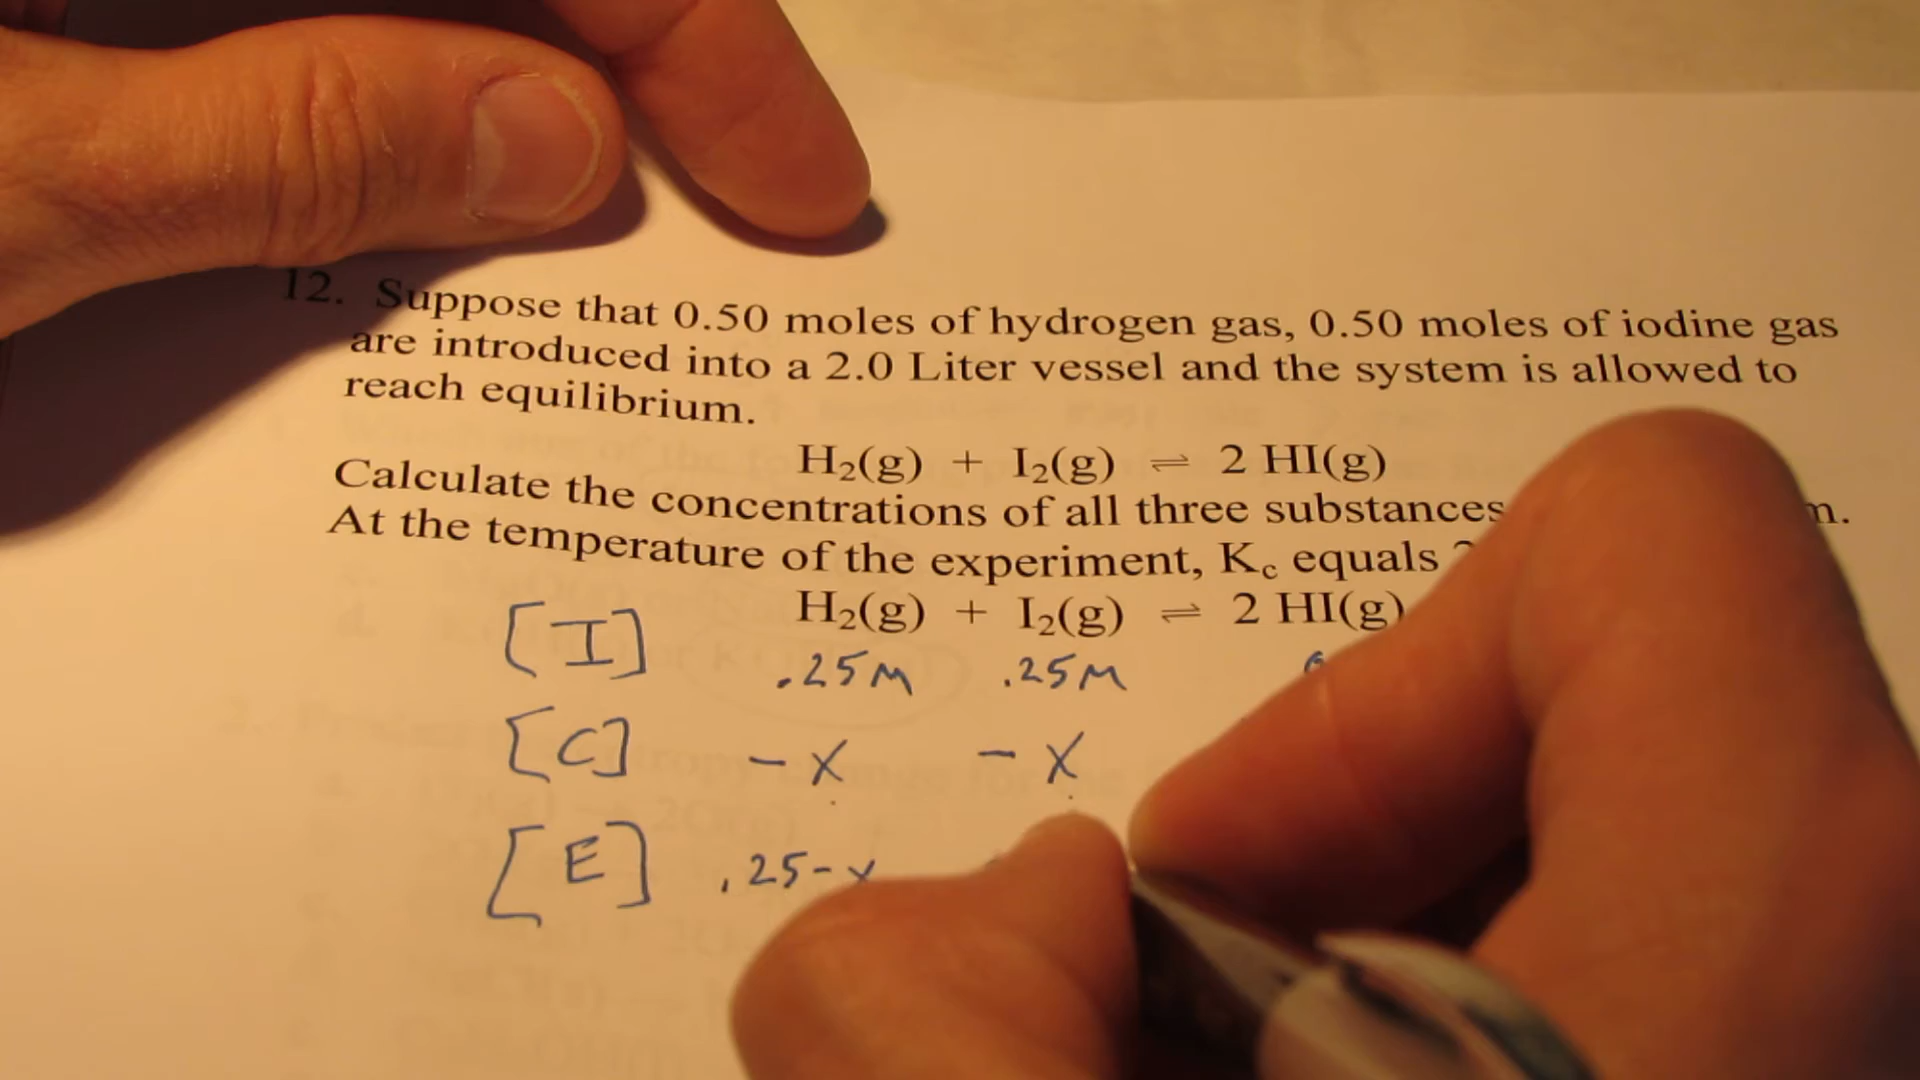 12. Suppose that 0.50 moles of hydrogen gas, 0.50 moles of iodine gas
are introduced into a 2.0 Liter vessel and the system is allowed to
reach equilibrium.
H₂(g) + I₂(g) ⇌ 2 HI(g)
Calculate the concentrations of all three substances
At the temperature of the experiment, K꜀ equals
H₂(g) + I₂(g) ⇌ 2 HI(g)
[I] .25M .25M
[C] - X - X
[E] .25-x